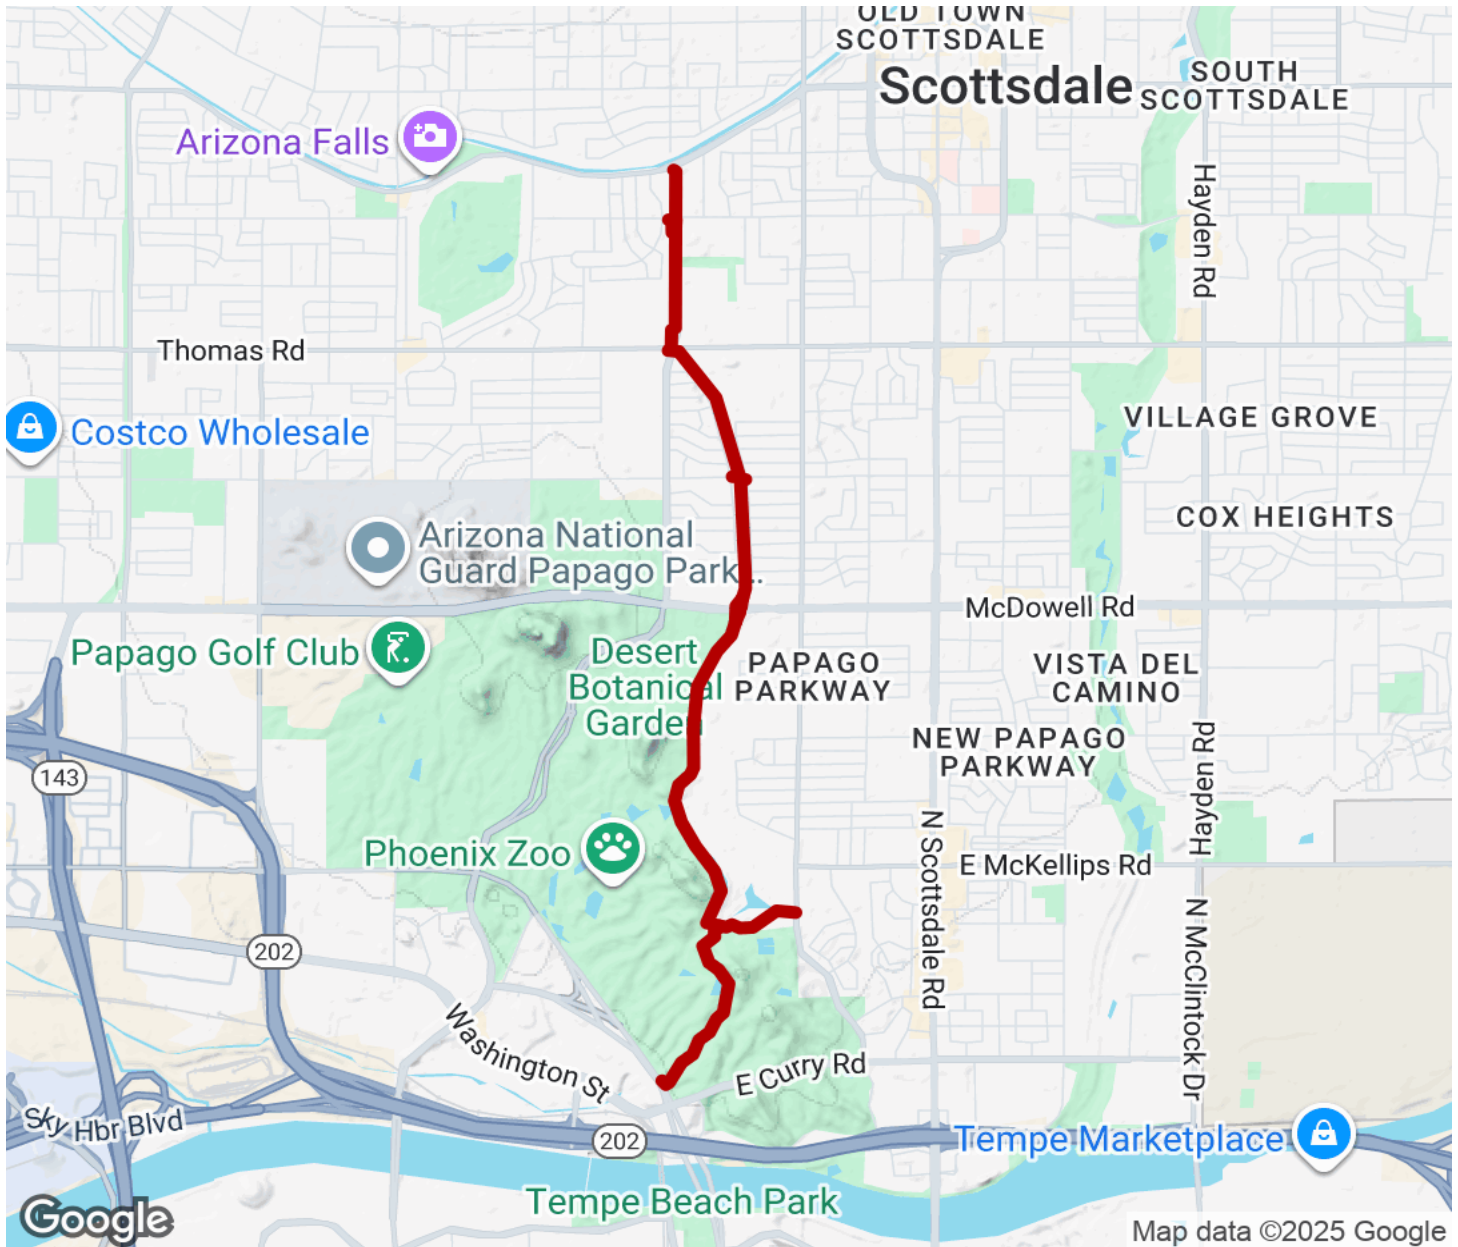 OLD TOWN
SCOTTSDALE
Scottsdale
SOUTH
SCOTTSDALE
Arizona Falls
Hayden Rd
Thomas Rd
Costco Wholesale
VILLAGE GROVE
Arizona National
Guard Papago Park...
COX HEIGHTS
McDowell Rd
Papago Golf Club
Desert
Botanical
Garden
PAPAGO
PARKWAY
VISTA DEL
CAMINO
NEW PAPAGO
PARKWAY
Hayden Rd
143
Phoenix Zoo
N Scottsdale Rd
E McKellips Rd
N McClintock Dr
202
Washington St
E Curry Rd
Sky Hbr Blvd
202
Tempe Marketplace
Tempe Beach Park
Google
Map data ©2025 Google